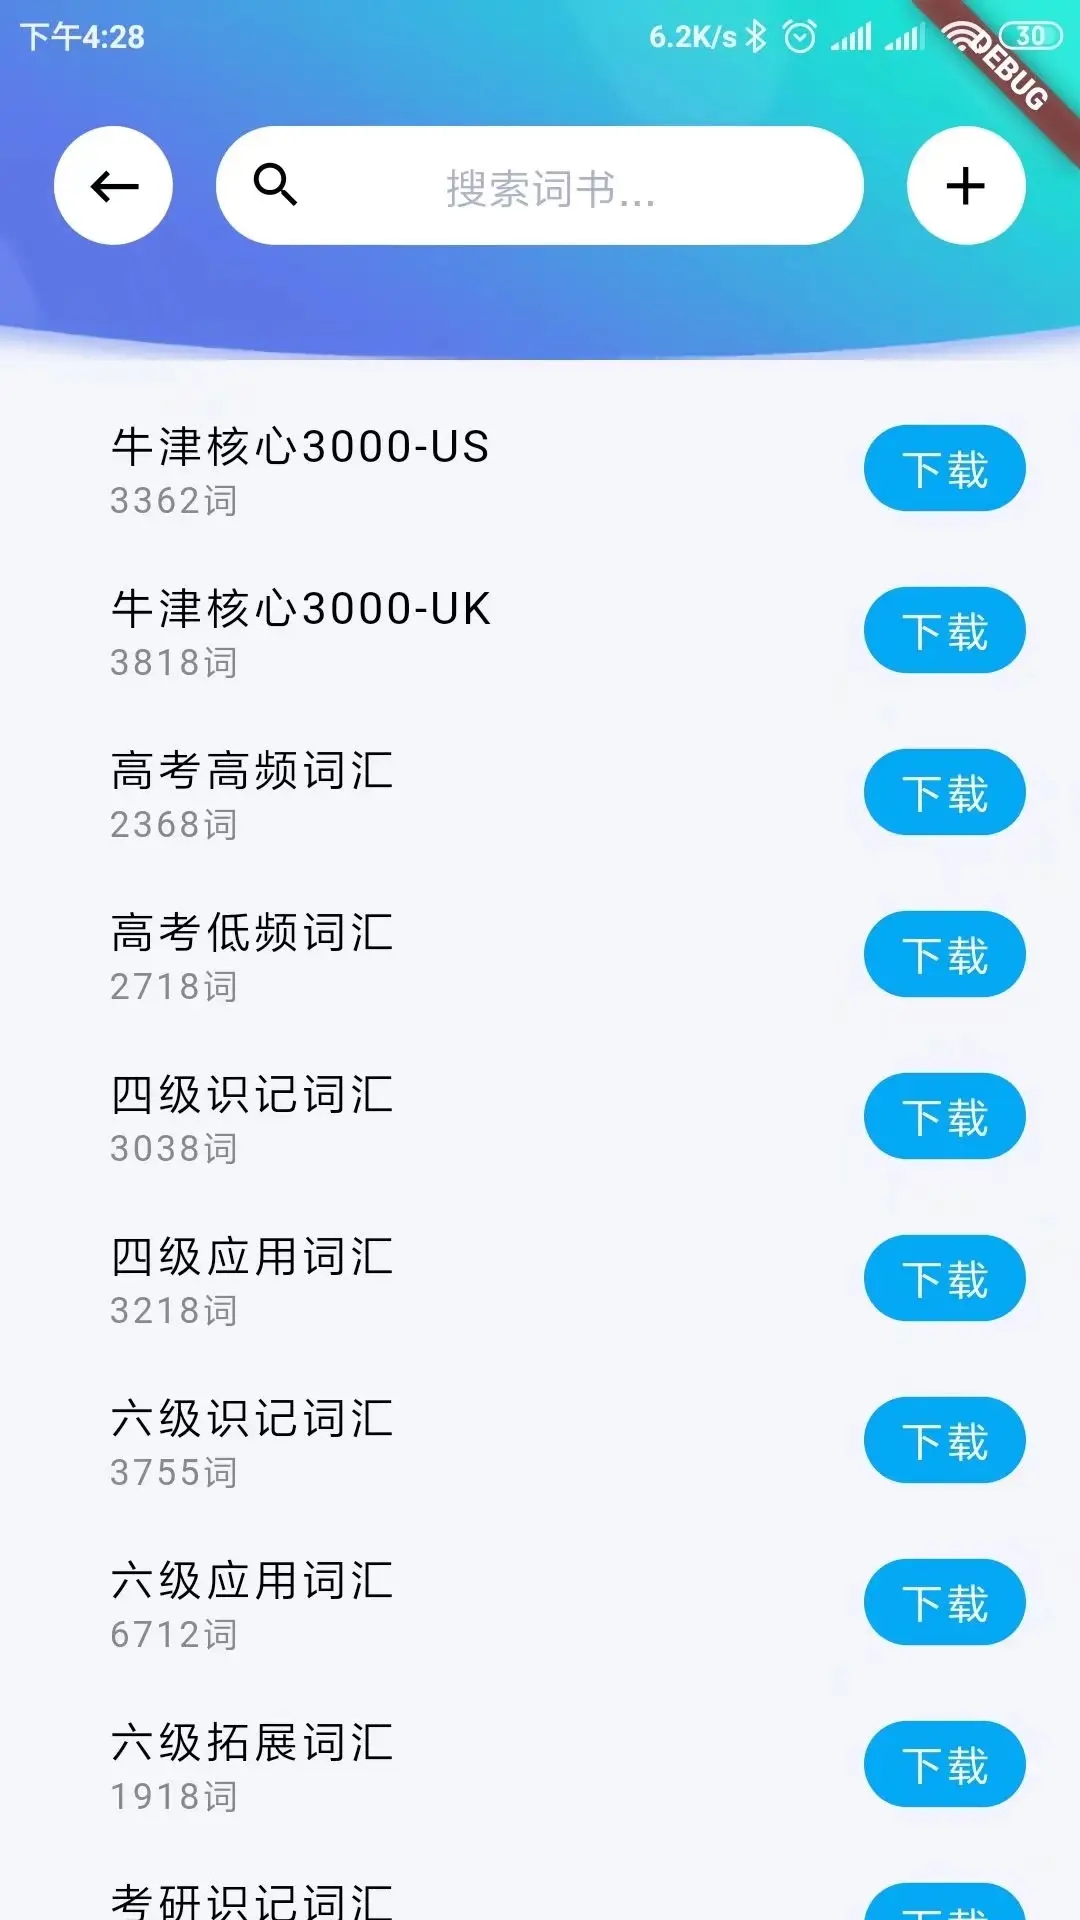 下午4:28
6.2K/s
30
DEBUG
搜索词书...
牛津核心3000-US
3362词
下载
牛津核心3000-UK
3818词
下载
高考高频词汇
2368词
下载
高考低频词汇
2718词
下载
四级识记词汇
3038词
下载
四级应用词汇
3218词
下载
六级识记词汇
3755词
下载
六级应用词汇
6712词
下载
六级拓展词汇
1918词
下载
考研识记词汇
下载